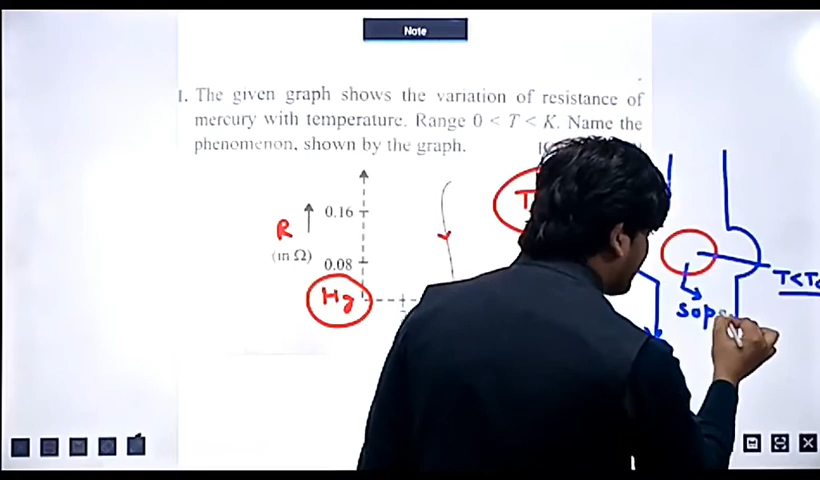 Note
1. The given graph shows the variation of resistance of
mercury with temperature. Range 0 < T < K. Name the
phenomenon, shown by the graph.
R
0.16
(in Ω)
0.08
Hg
T
T<Tc